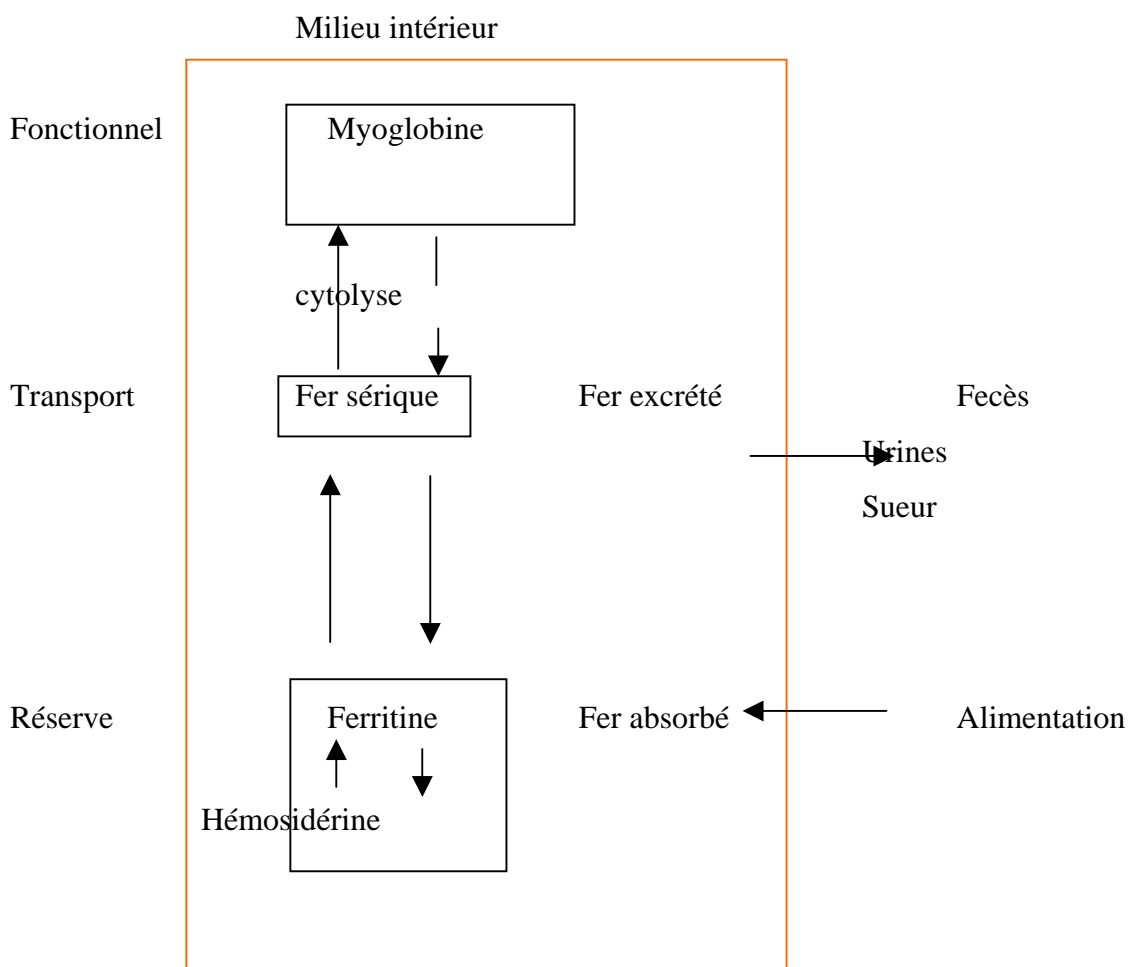 Milieu intérieur
Fonctionnel Myoglobine
cytolyse
Transport Fer sérique Fer excrété Fecès
Urines
Sueur
Réserve Ferritine Fer absorbé Alimentation
Hémosidérine